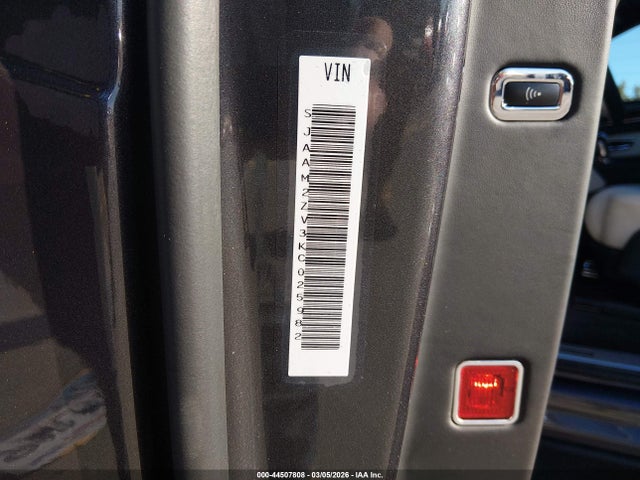 VIN
SJAAM2ZV3KC025982
000-44507808 - 03/05/2026 - IAA Inc.